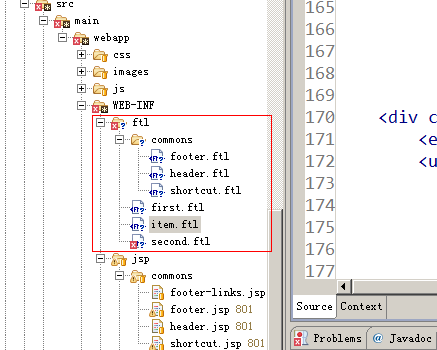 src
main
webapp
css
images
js
WEB-INF
ftl
commons
footer.ftl
header.ftl
shortcut.ftl
first.ftl
item.ftl
second.ftl
jsp
commons
footer-links.jsp
footer.jsp 801
header.jsp 801
shortcut.jsp 801
165
166
167
168
169
170 <div c
171 <e
172 <u
173
174
175
176
177
Source Context
Problems @ Javadoc